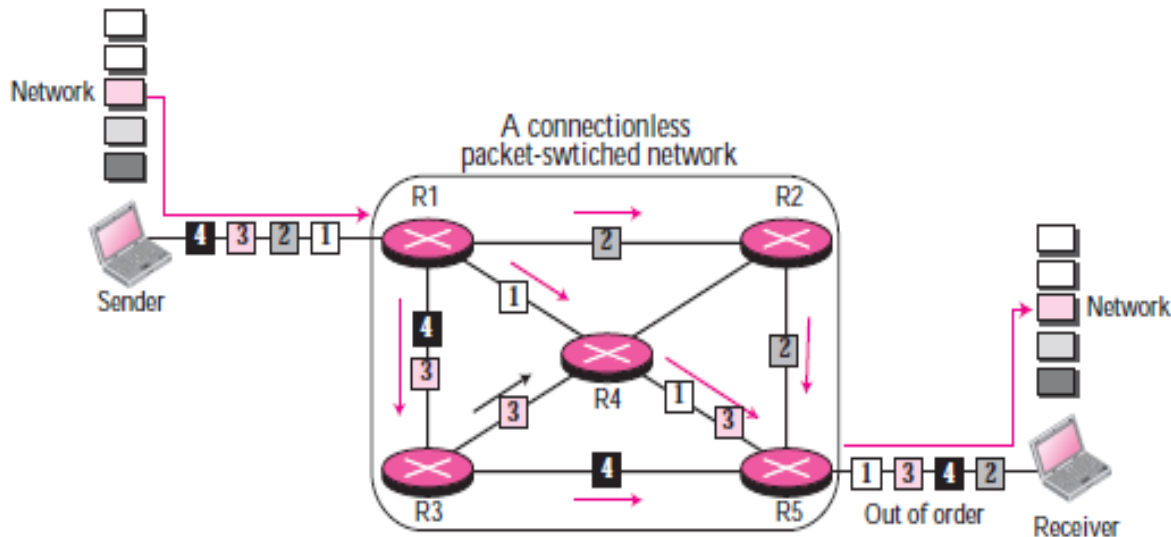 Network
A connectionless
packet-swtiched network
R1
R2
4 3 2 1
2
Sender
1
4
3
2
Network
R4
3
1
3
4
R3
R5
1 3 4 2
Out of order
Receiver